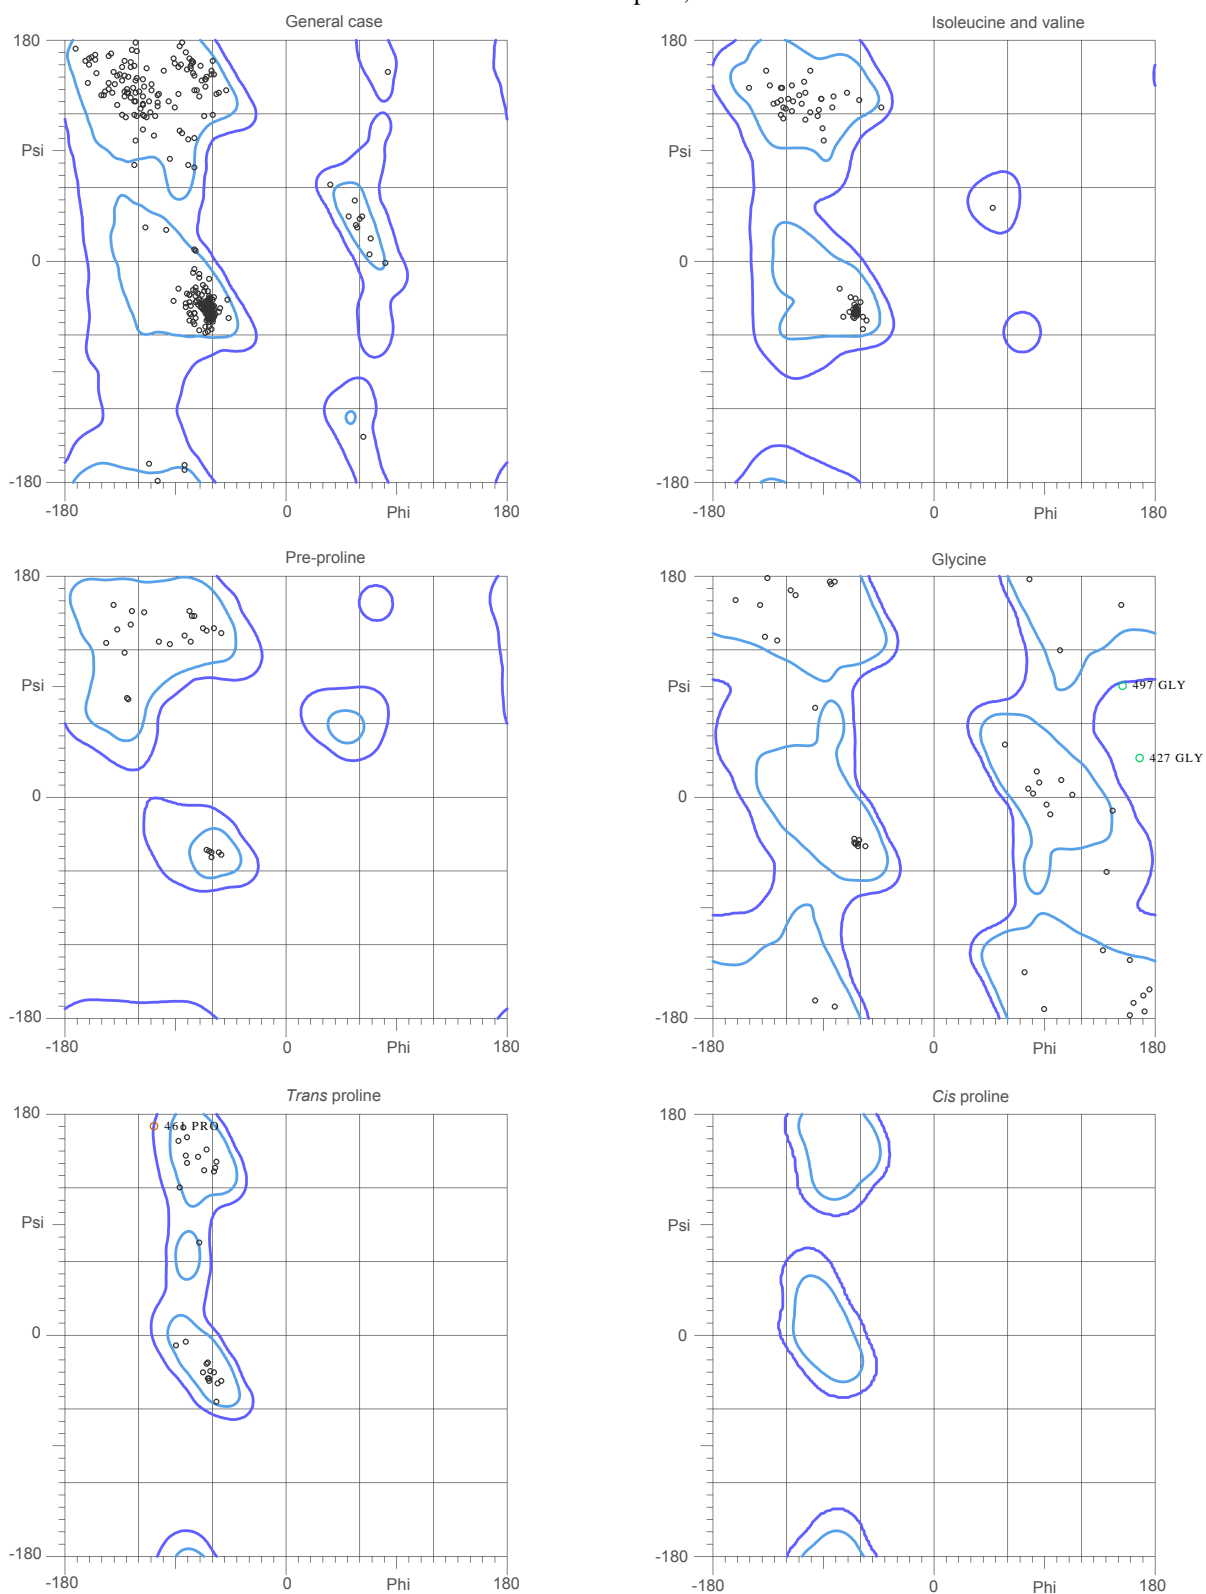 General case
Isoleucine and valine
180
180
Psi
Psi
0
0
-180
-180
-180
0
Phi
180
-180
0
Phi
180
Pre-proline
Glycine
180
180
Psi
Psi
497 GLY
427 GLY
0
0
-180
-180
-180
0
Phi
180
-180
0
Phi
180
Trans proline
Cis proline
180
180
461 PRO
Psi
Psi
0
0
-180
-180
-180
0
Phi
180
-180
0
Phi
180